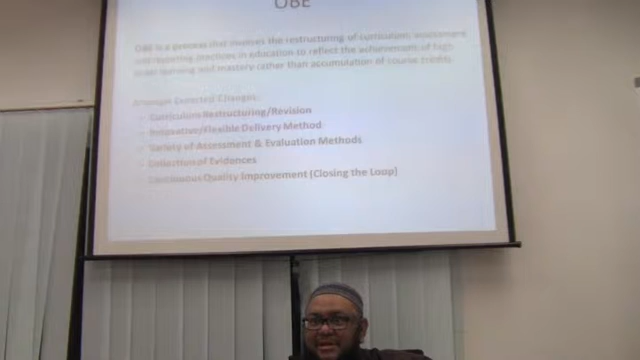 OBE
OBE is a process that involves the restructuring of curriculum, assessment
and reporting practices in education to reflect the achievement of high
order learning and mastery rather than accumulation of course credits
Amongst Expected Changes:
Curriculum Restructuring/Revision
Innovative/Flexible Delivery Method
Variety of Assessment & Evaluation Methods
Collection of Evidences
Continuous Quality Improvement (Closing the Loop)